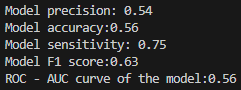 Model precision: 0.54
Model accuracy:0.56
Model sensitivity: 0.75
Model F1 score:0.63
ROC - AUC curve of the model:0.56